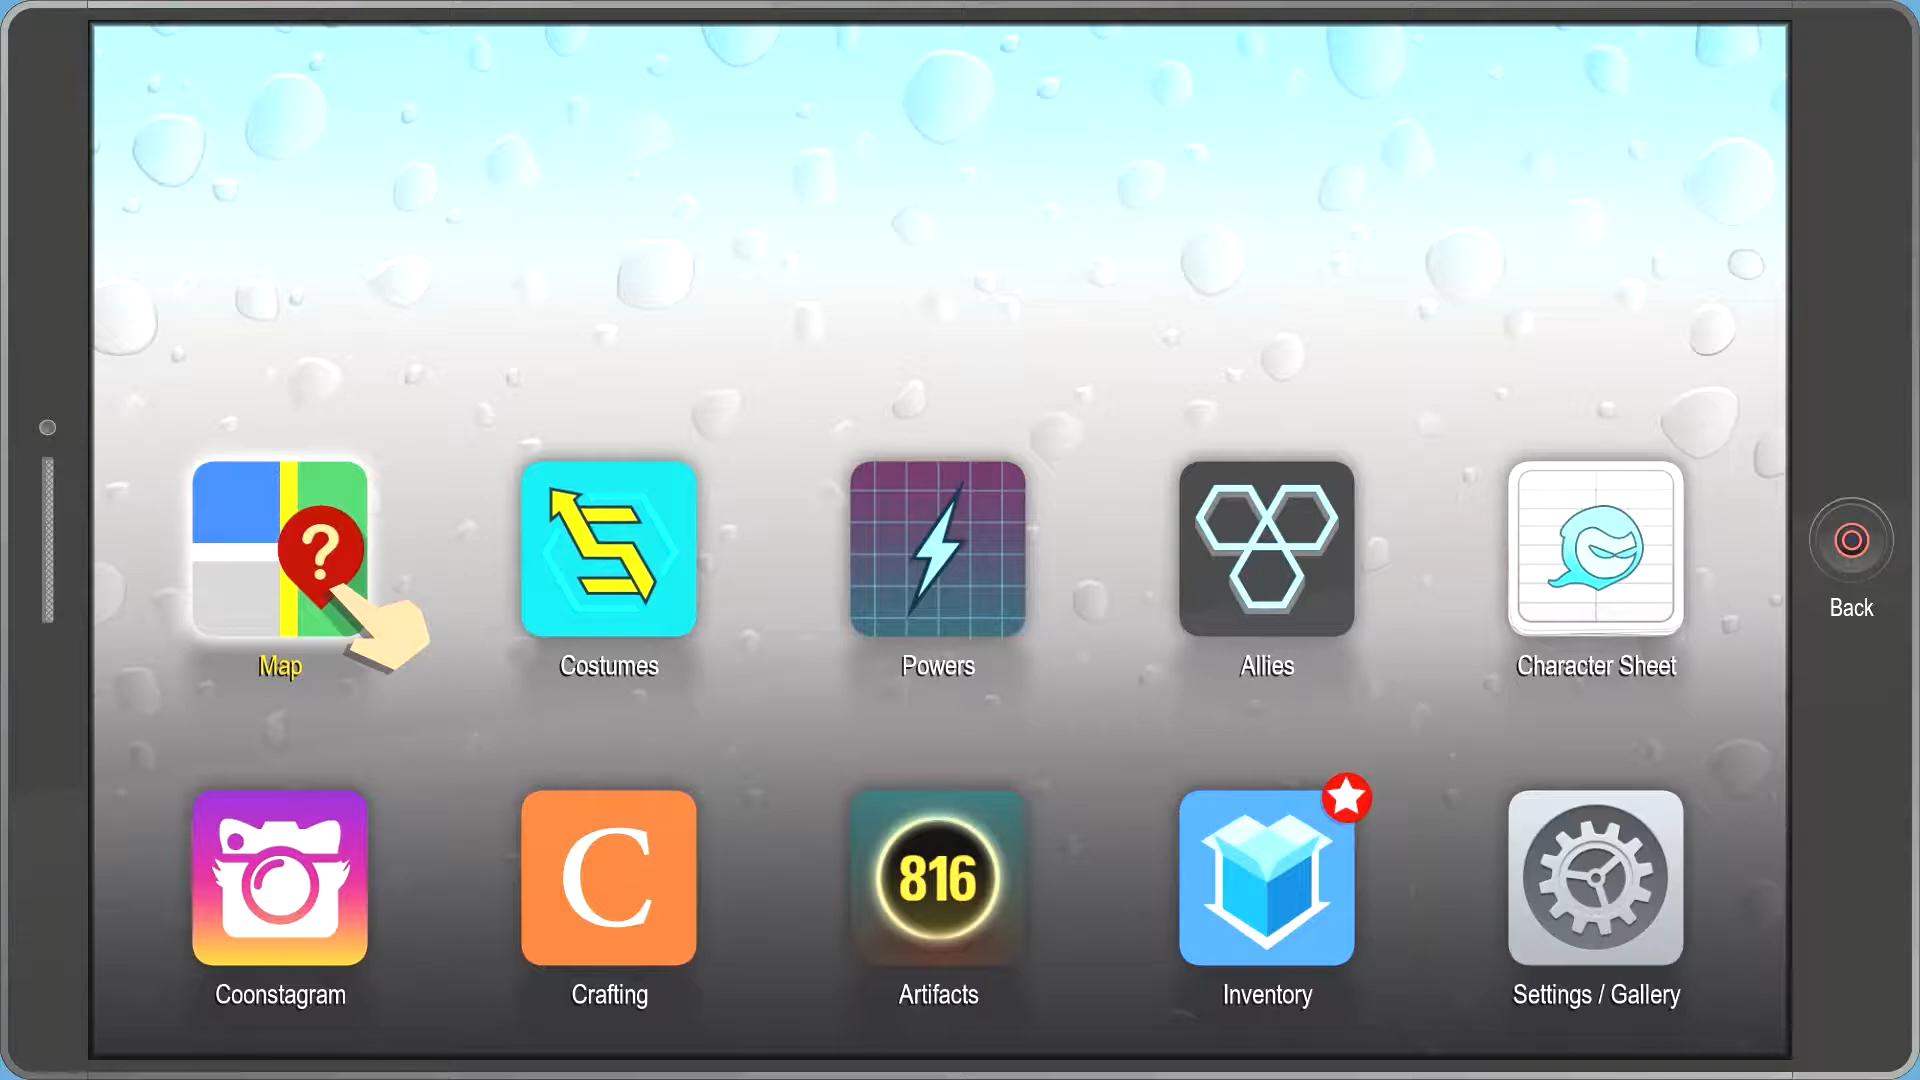 ?
Map
Costumes
Powers
Allies
Character Sheet
Back
C
816
Coonstagram
Crafting
Artifacts
Inventory
Settings / Gallery